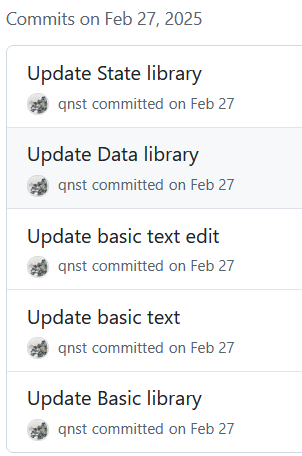 Commits on Feb 27, 2025
Update State library
qnst committed on Feb 27
Update Data library
qnst committed on Feb 27
Update basic text edit
qnst committed on Feb 27
Update basic text
qnst committed on Feb 27
Update Basic library
qnst committed on Feb 27